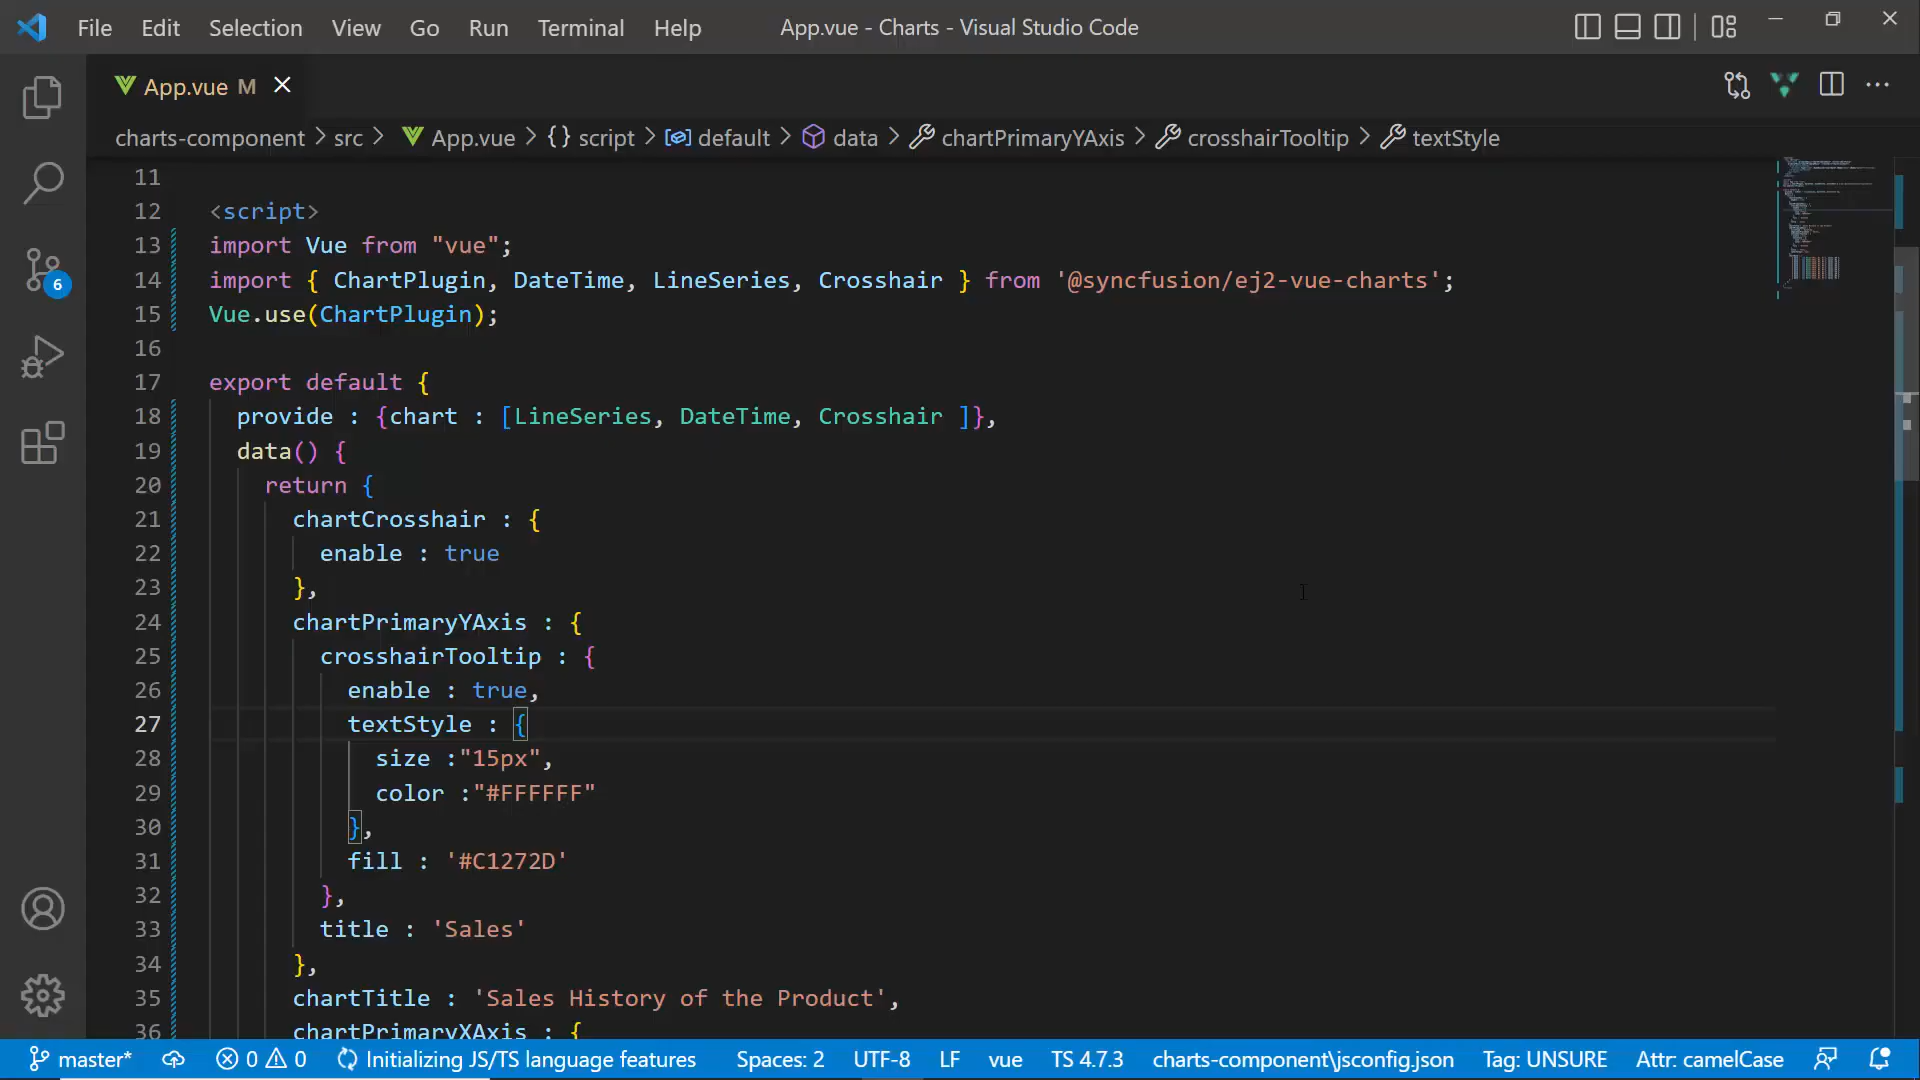 File Edit Selection View Go Run Terminal Help App.vue - Charts - Visual Studio Code
App.vue M
charts-component > src > App.vue > {} script > default > data > chartPrimaryYAxis > crosshairTooltip > textStyle
11
12 <script>
13 import Vue from "vue";
14 import { ChartPlugin, DateTime, LineSeries, Crosshair } from '@syncfusion/ej2-vue-charts';
15 Vue.use(ChartPlugin);
16
17 export default {
18 provide : {chart : [LineSeries, DateTime, Crosshair ]},
19 data() {
20 return {
21 chartCrosshair : {
22 enable : true
23 },
24 chartPrimaryYAxis : {
25 crosshairTooltip : {
26 enable : true,
27 textStyle : {
28 size :"15px",
29 color :"#FFFFFF"
30 },
31 fill : '#C1272D'
32 },
33 title : 'Sales'
34 },
35 chartTitle : 'Sales History of the Product',
36 chartPrimaryXAxis : {
6
master* 0 0 Initializing JS/TS language features Spaces: 2 UTF-8 LF vue TS 4.7.3 charts-component\jsconfig.json Tag: UNSURE Attr: camelCase